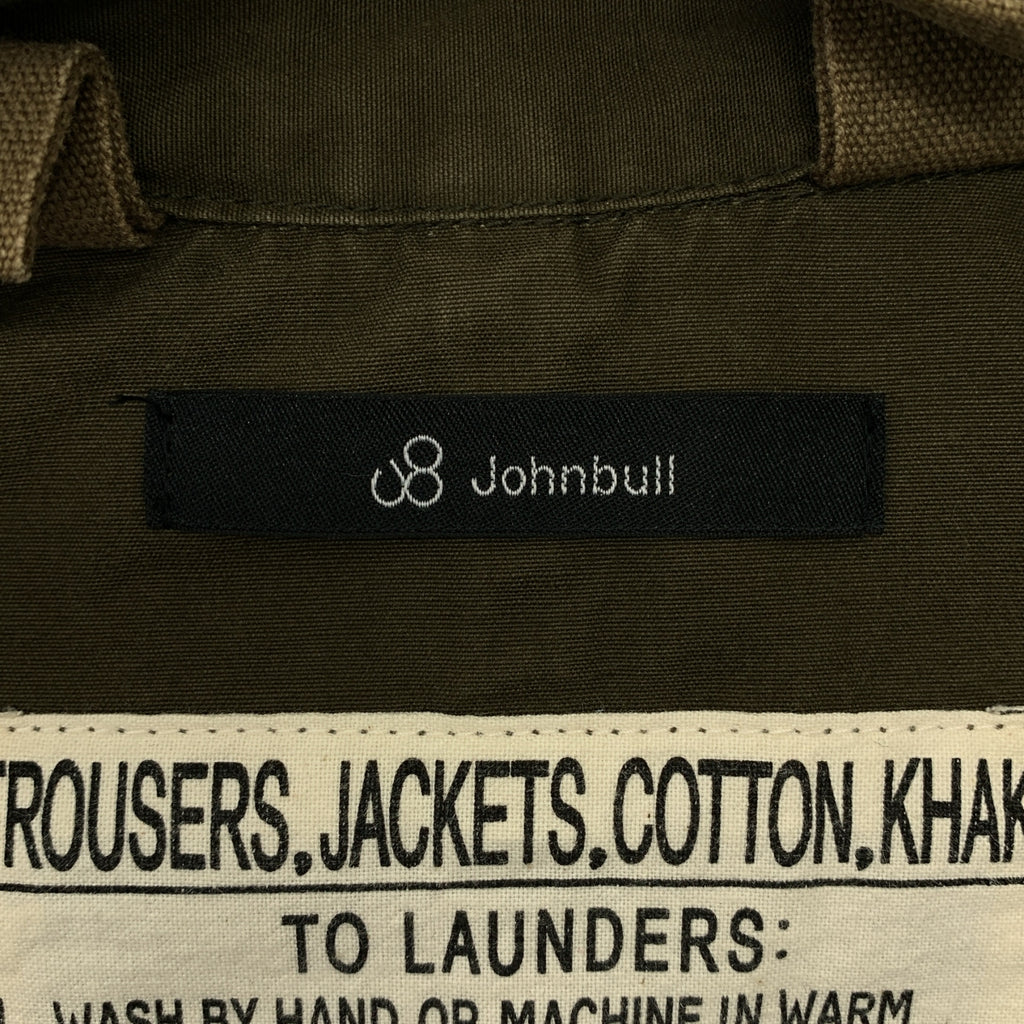 Johnbull
TROUSERS, JACKETS, COTTON, KHAK
TO LAUNDERS:
WASH BY HAND OR MACHINE IN WARM